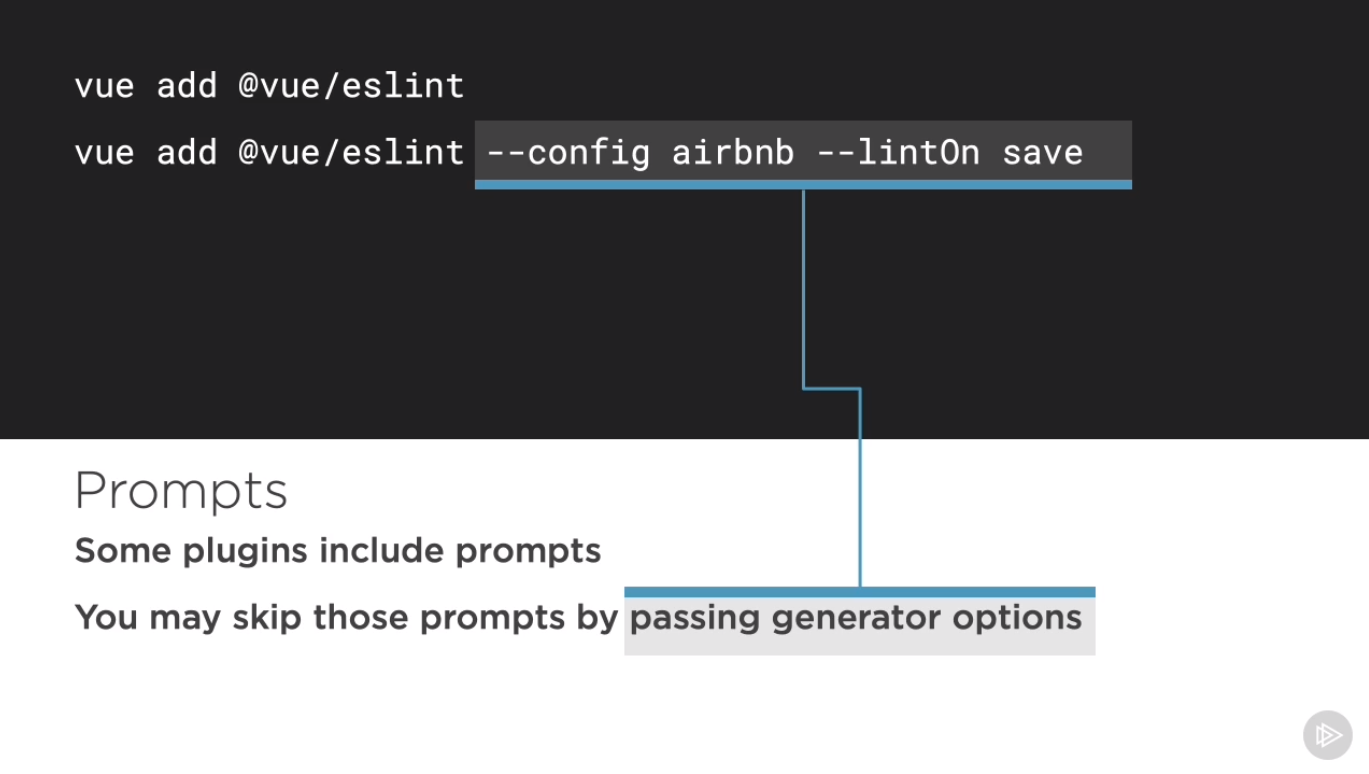 vue add @vue/eslint
vue add @vue/eslint --config airbnb --lintOn save
Prompts
Some plugins include prompts
You may skip those prompts by passing generator options